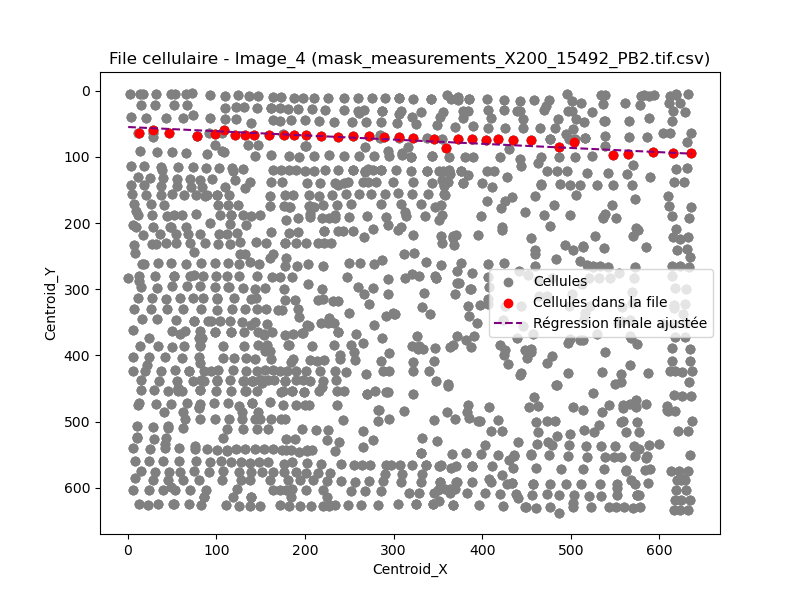 File cellulaire - Image_4 (mask_measurements_X200_15492_PB2.tif.csv)
0
100
200
300
400
500
600
Centroid_Y
Cellules
Cellules dans la file
Régression finale ajustée
0 100 200 300 400 500 600
Centroid_X